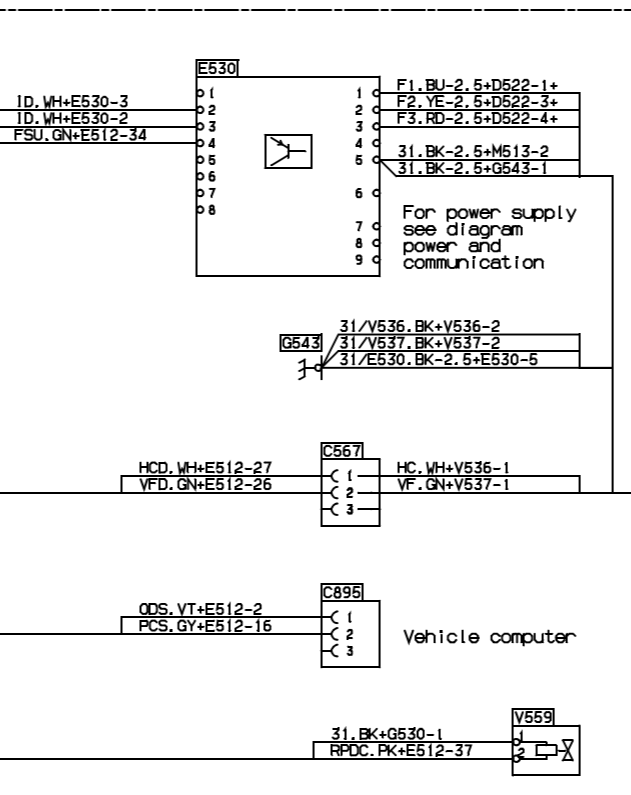 E530
ID.WH+E530-3
ID.WH+E530-2
FSU.GN+E512-34
1
2
3
4
5
6
7
8
1
2
3
4
5
6
7
8
9
F1.BU-2.5+D522-1+
F2.YE-2.5+D522-3+
F3.RD-2.5+D522-4+
31.BK-2.5+M513-2
31.BK-2.5+G543-1
For power supply
see diagram
power and
communication
G543
31/V536.BK+V536-2
31/V537.BK+V537-2
31/E530.BK-2.5+E530-5
C567
HCD.WH+E512-27
VFD.GN+E512-26
1
2
3
HC.WH+V536-1
VF.GN+V537-1
C895
ODS.VT+E512-2
PCS.GY+E512-16
1
2
3
Vehicle computer
V559
31.BK+G530-1
RPDC.PK+E512-37
1
2